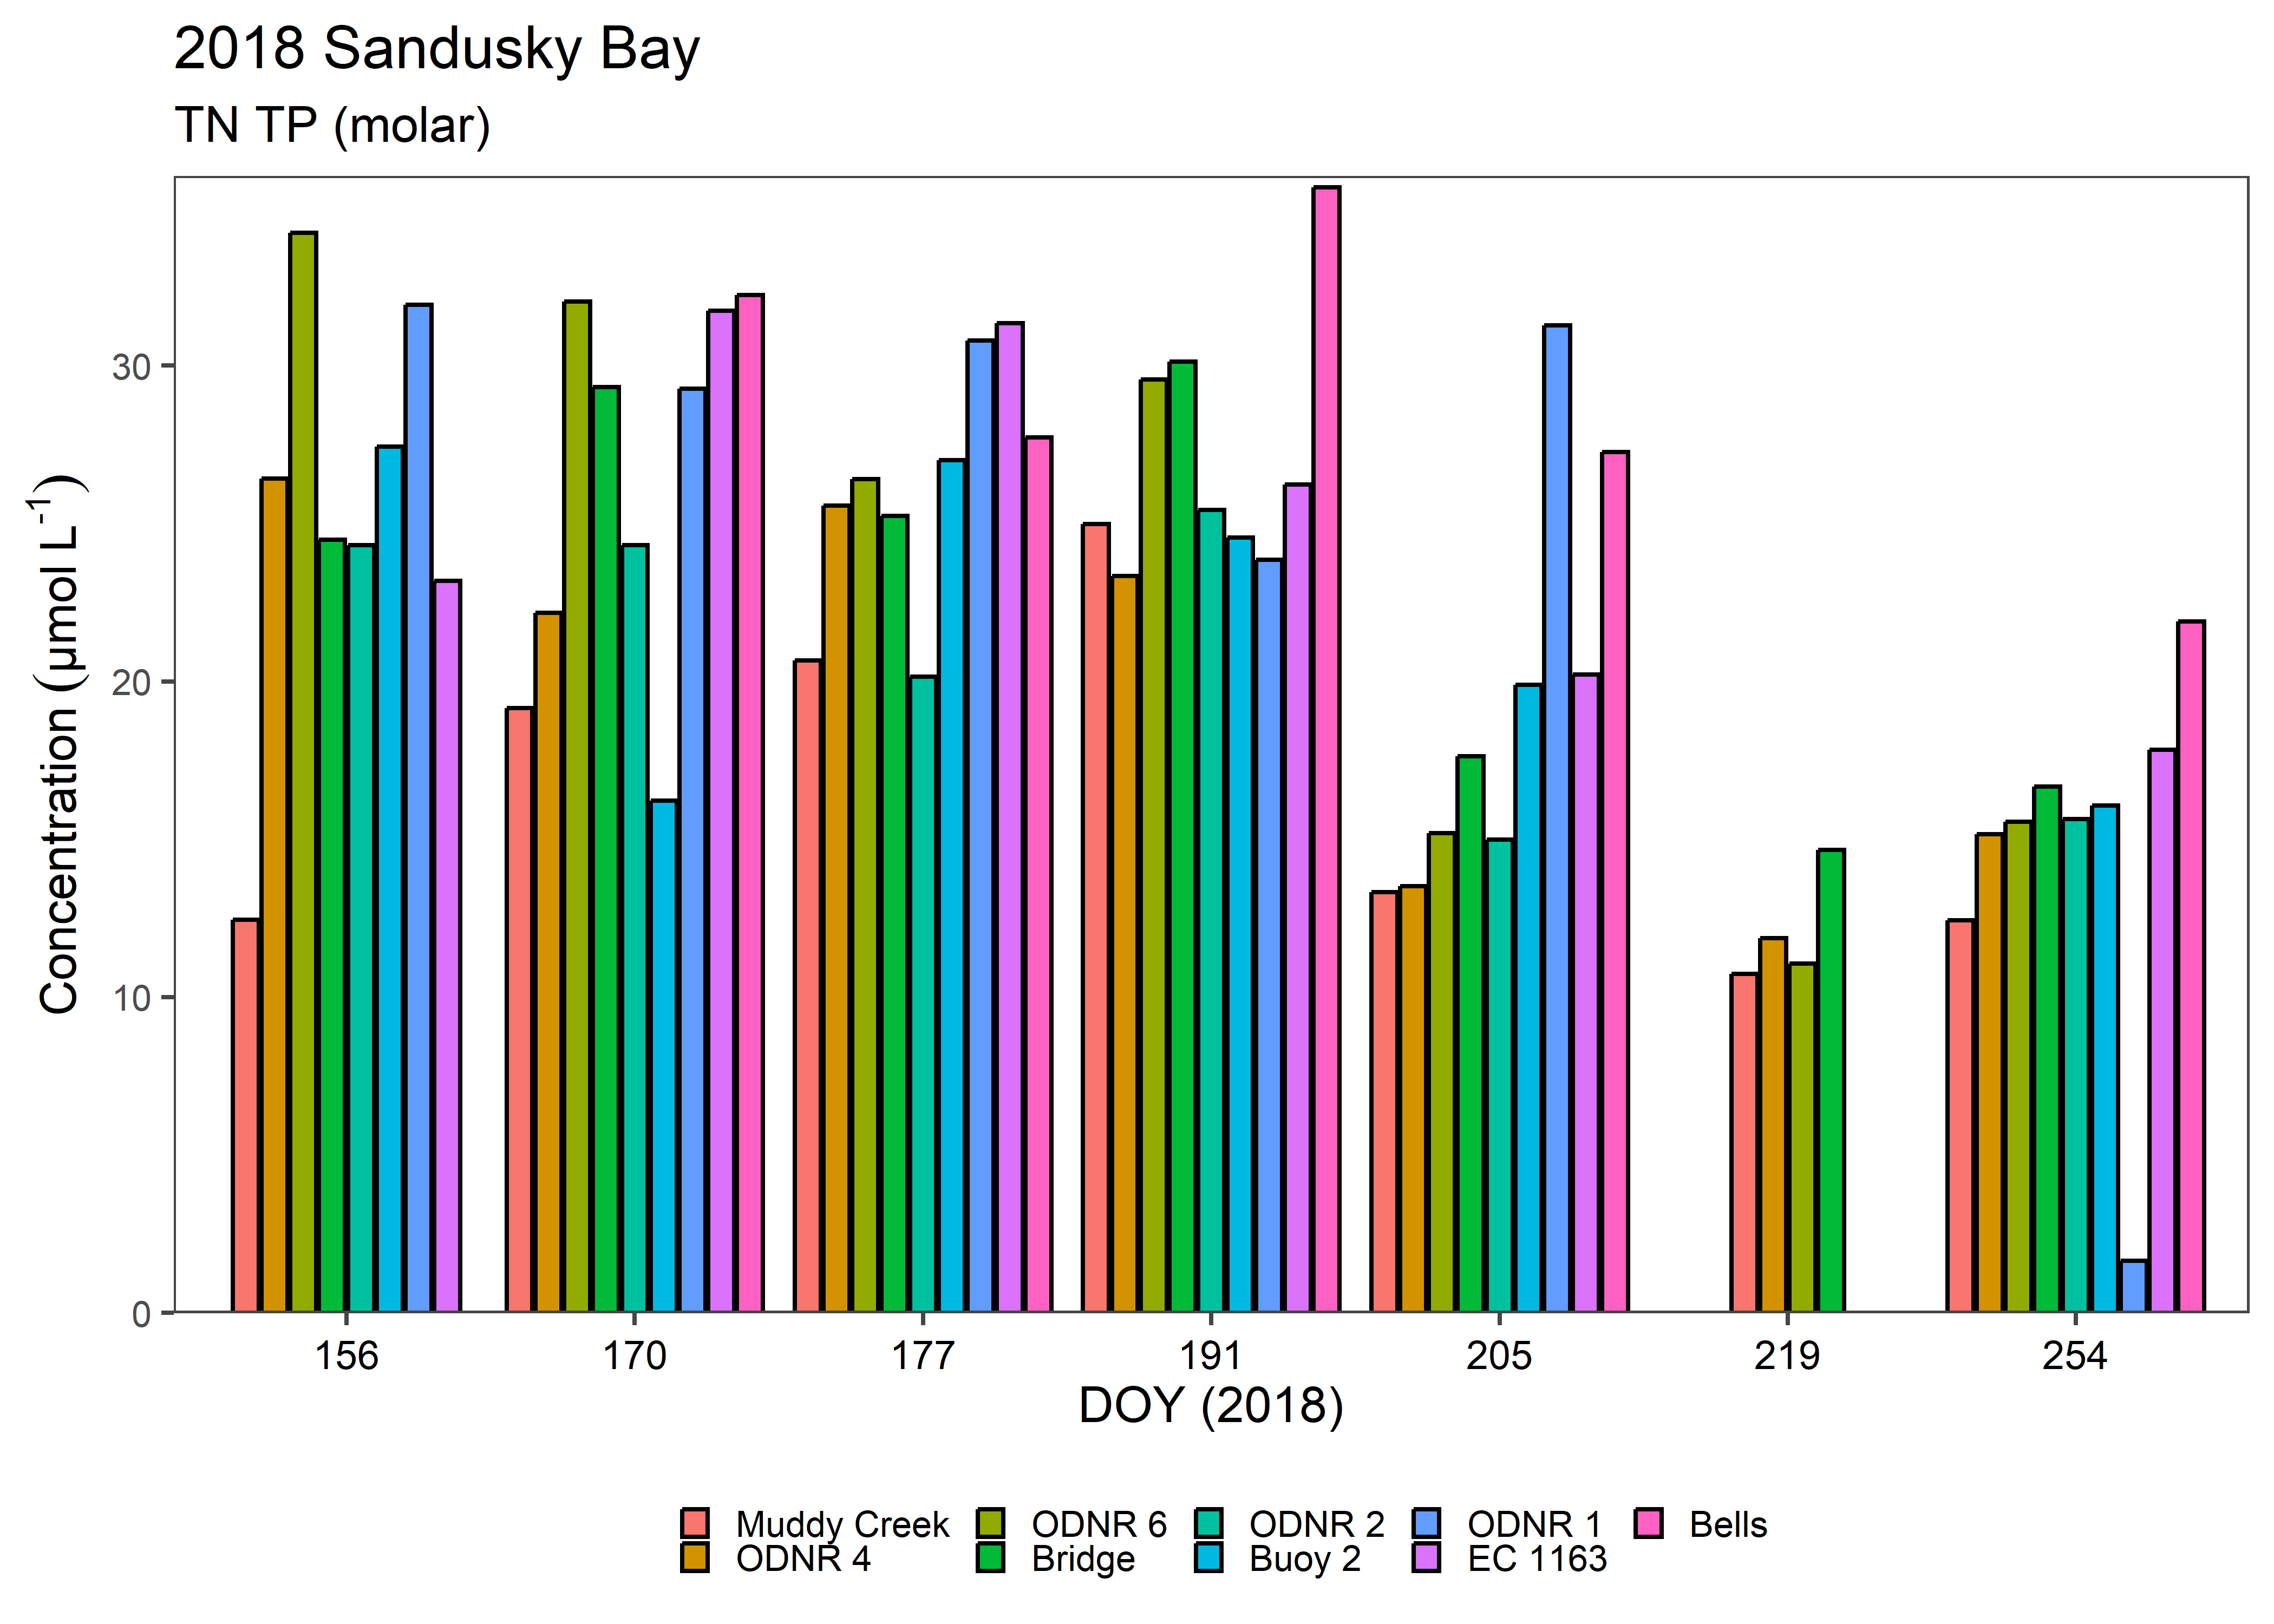 2018 Sandusky Bay
TN TP (molar)
Concentration (µmol L⁻¹)
30
20
10
0
156 170 177 191 205 219 254
DOY (2018)
Muddy Creek ODNR 6 ODNR 2 ODNR 1 Bells
ODNR 4 Bridge Buoy 2 EC 1163